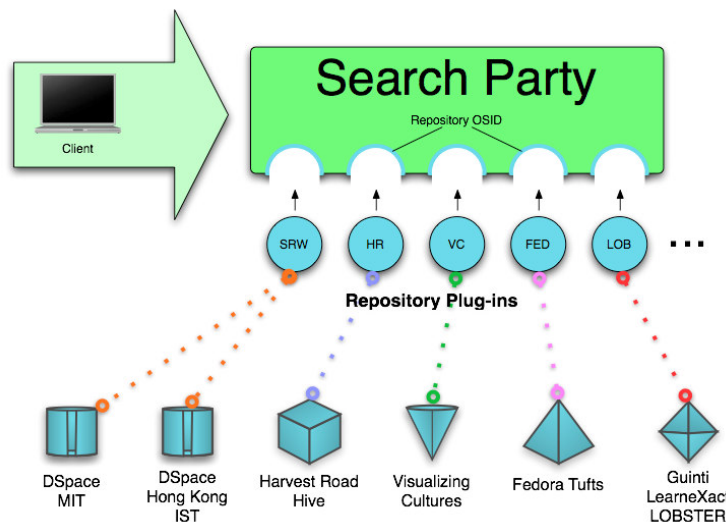 Search Party
Repository OSID
Client
SRW
HR
VC
FED
LOB
...
Repository Plug-ins
DSpace
MIT
DSpace
Hong Kong
IST
Harvest Road
Hive
Visualizing
Cultures
Fedora Tufts
Guinti
LearneXact
LOBSTER